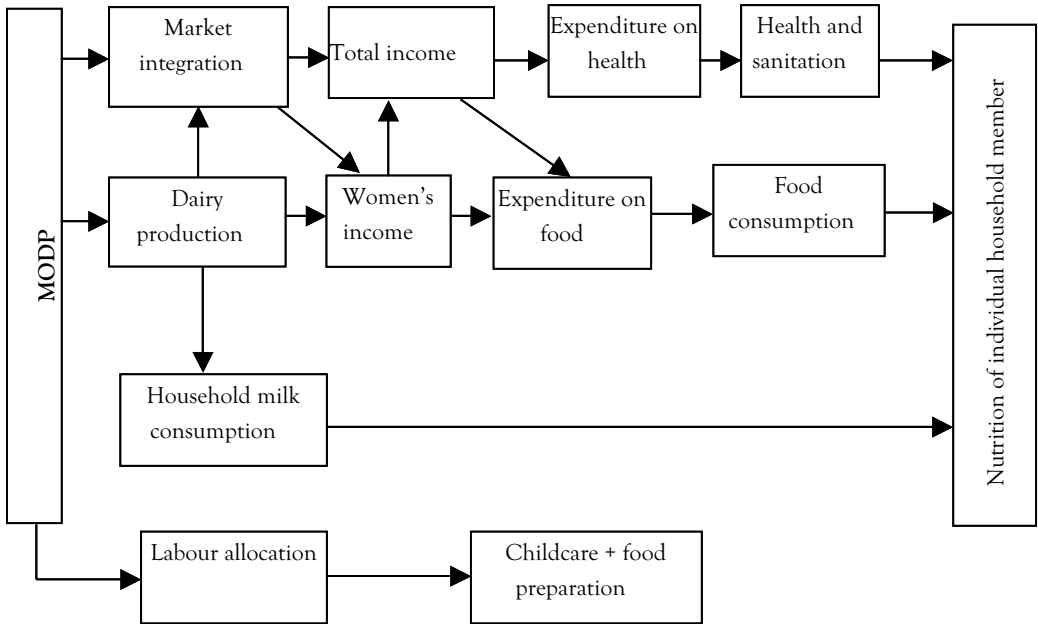 MODP
Market
integration
Total income
Expenditure on
health
Health and
sanitation
Dairy
production
Women's
income
Expenditure on
food
Food
consumption
Household milk
consumption
Labour allocation
Childcare + food
preparation
Nutrition of individual household member